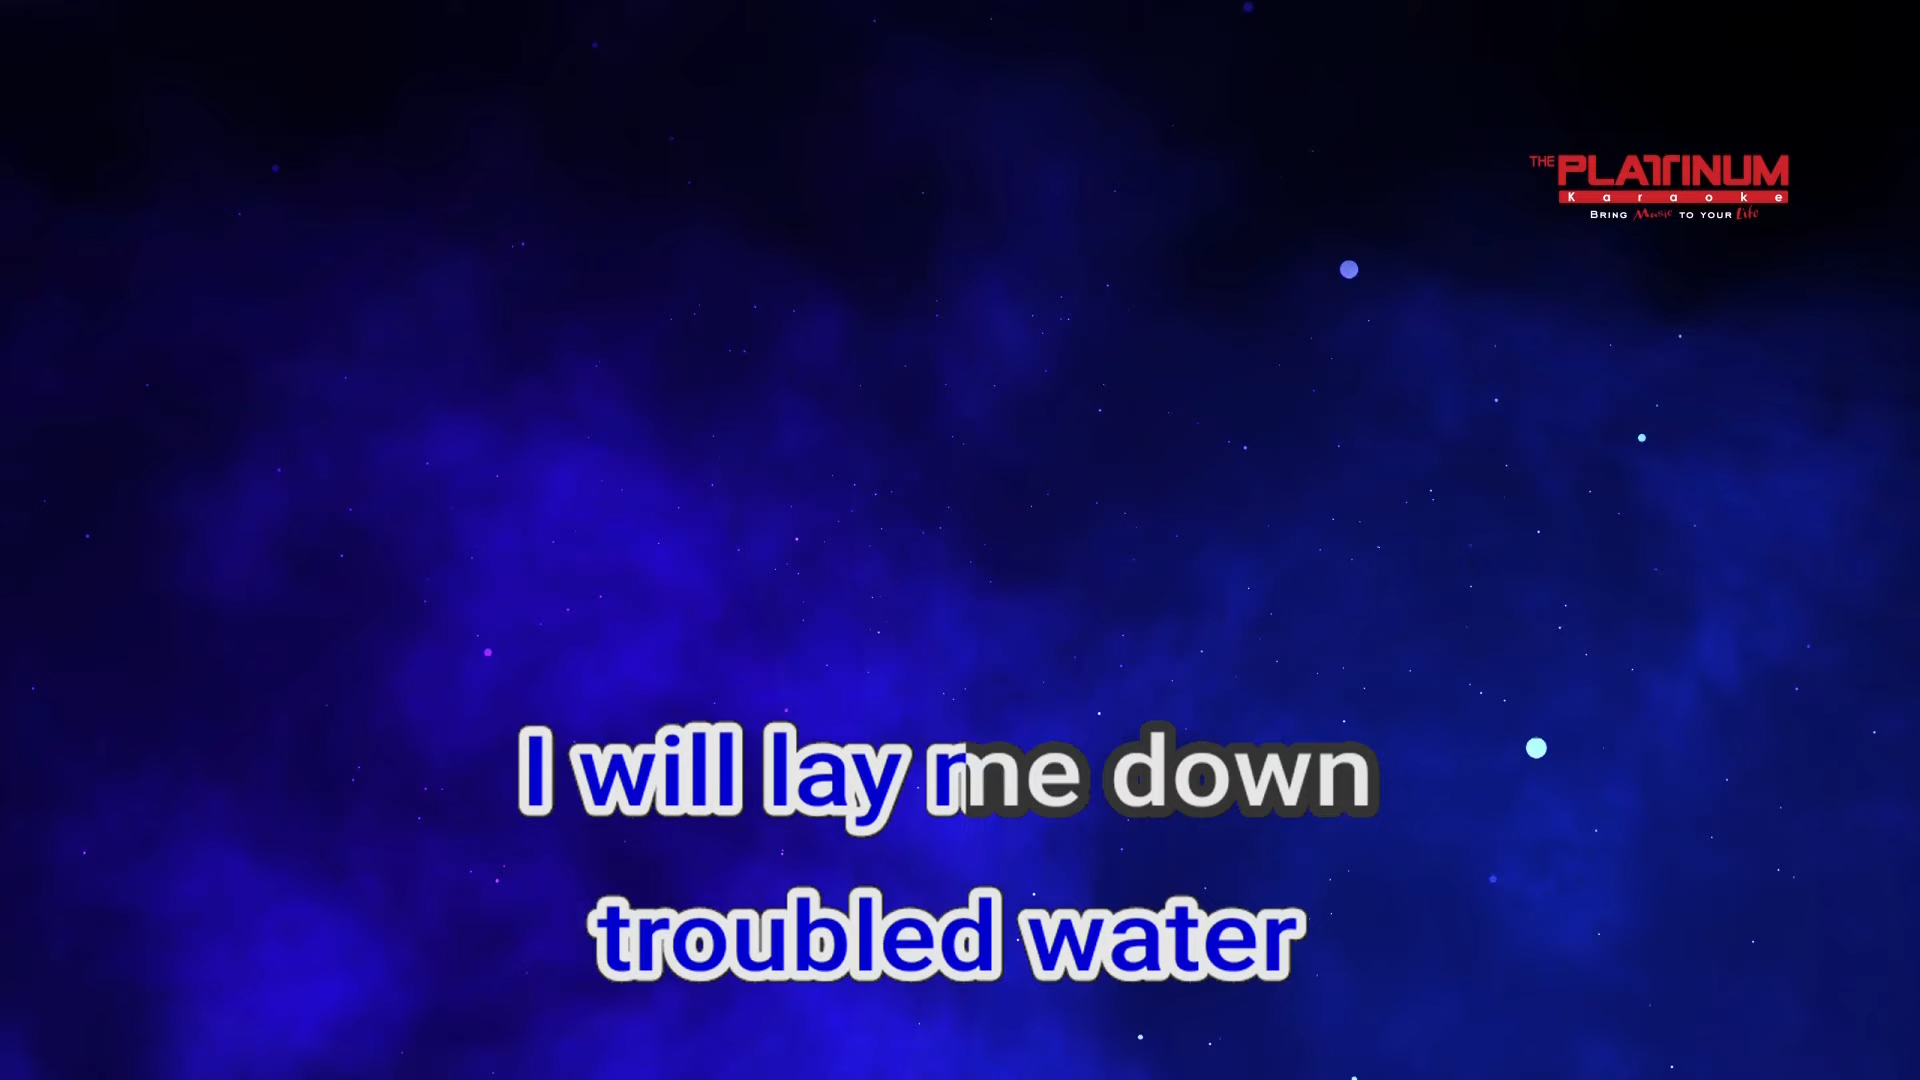 THE PLATINUM
Karaoke
BRING Music TO YOUR Life
I will lay me down
troubled water